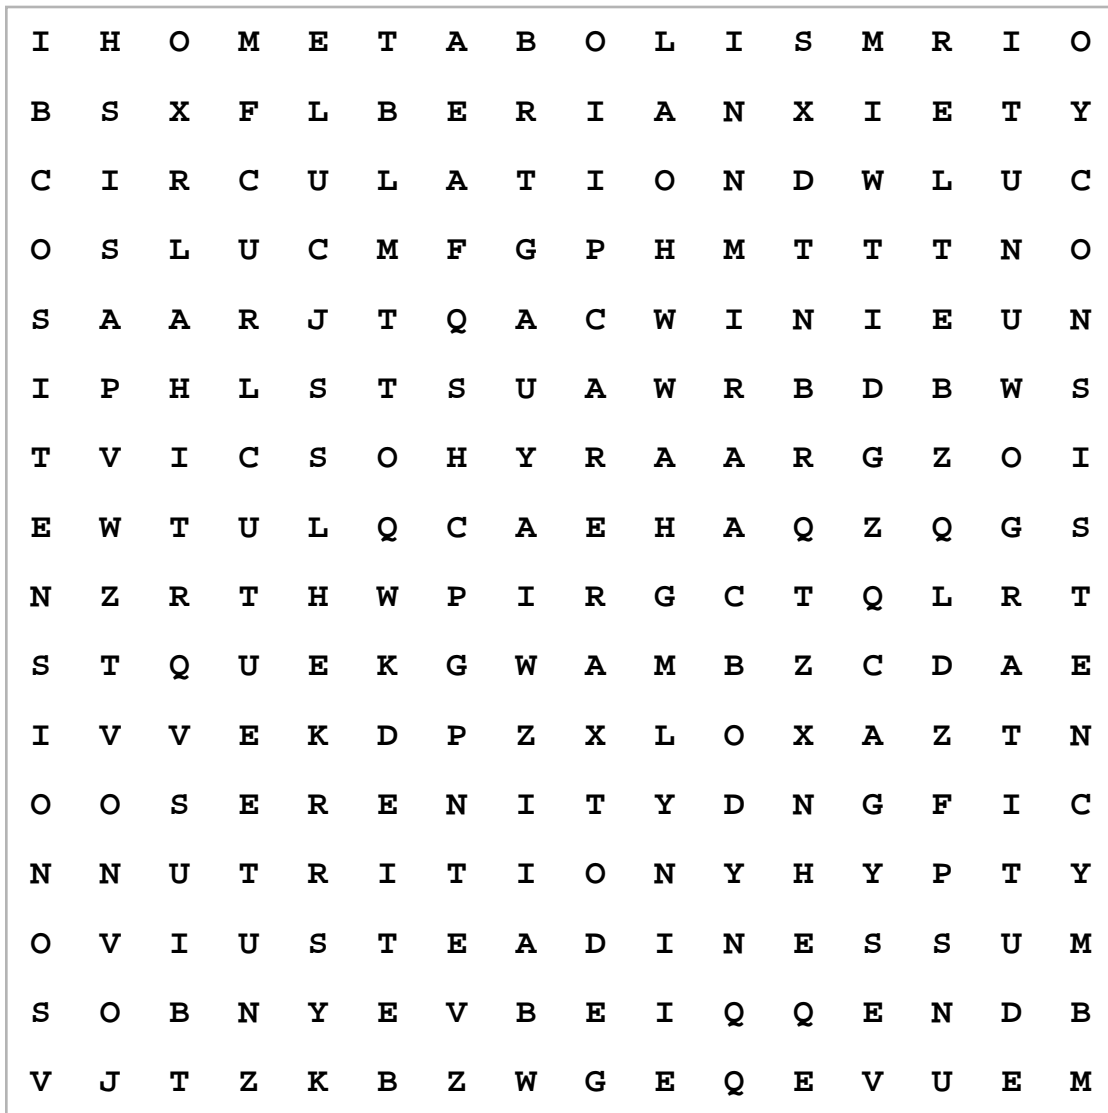 I H O M E T A B O L I S M R I O
B S X F L B E R I A N X I E T Y
C I R C U L A T I O N D W L U C
O S L U C M F G P H M T T T N O
S A A R J T Q A C W I N I E U N
I P H L S T S U A W R B D B W S
T V I C S O H Y R A A R G Z O I
E W T U L Q C A E H A Q Z Q G S
N Z R T H W P I R G C T Q L R T
S T Q U E K G W A M B Z C D A E
I V V E K D P Z X L O X A Z T N
O O S E R E N I T Y D N G F I C
N N U T R I T I O N Y H Y P T Y
O V I U S T E A D I N E S S U M
S O B N Y E V B E I Q Q E N D B
V J T Z K B Z W G E Q E V U E M